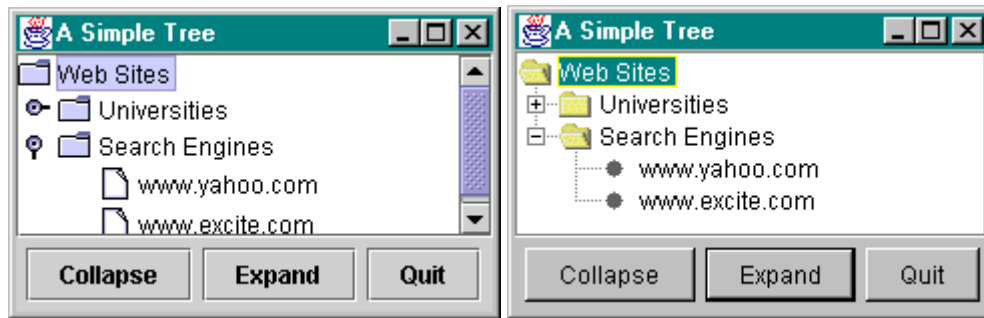 A Simple Tree
Web Sites
Universities
Search Engines
www.yahoo.com
www.excite.com
Collapse Expand Quit
A Simple Tree
Web Sites
Universities
Search Engines
www.yahoo.com
www.excite.com
Collapse Expand Quit